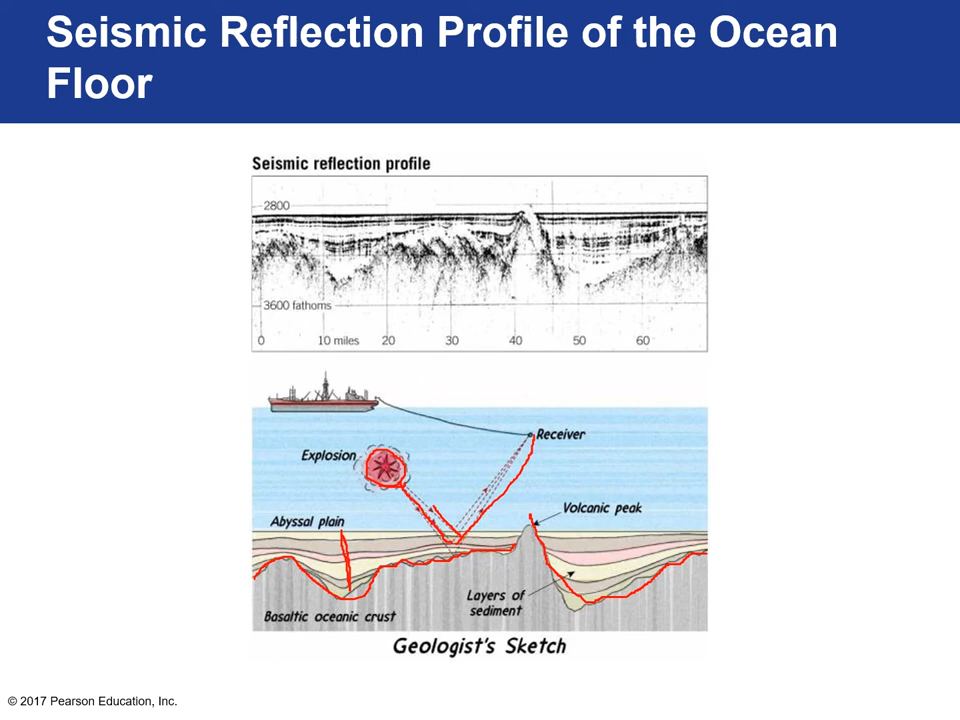 Seismic Reflection Profile of the Ocean
Floor
Seismic reflection profile
2800
3600 fathoms
0 10 miles 20 30 40 50 60
Receiver
Explosion
Volcanic peak
Abyssal plain
Layers of
sediment
Basaltic oceanic crust
Geologist's Sketch
© 2017 Pearson Education, Inc.